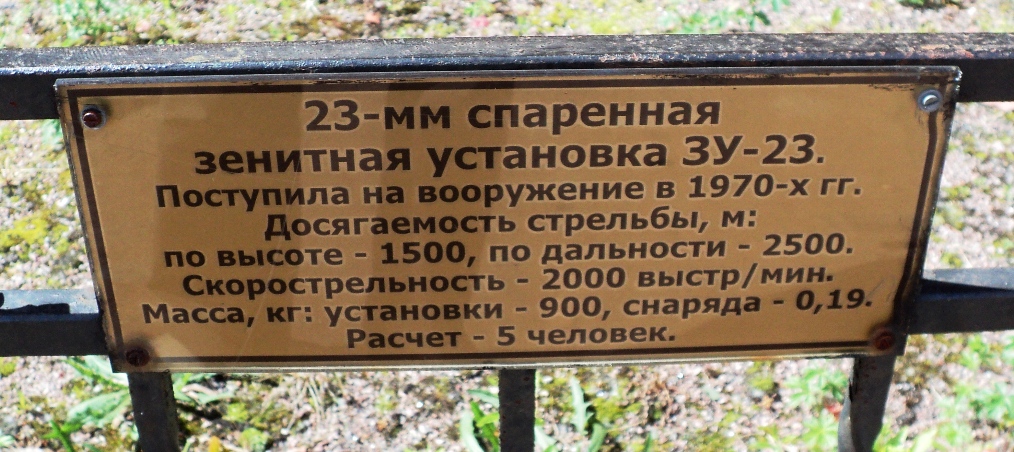 23-мм спаренная
зенитная установка ЗУ-23.
Поступила на вооружение в 1970-х гг.
Досягаемость стрельбы, м:
по высоте - 1500, по дальности - 2500.
Скорострельность - 2000 выстр/мин.
Масса, кг: установки - 900, снаряда - 0,19.
Расчет - 5 человек.